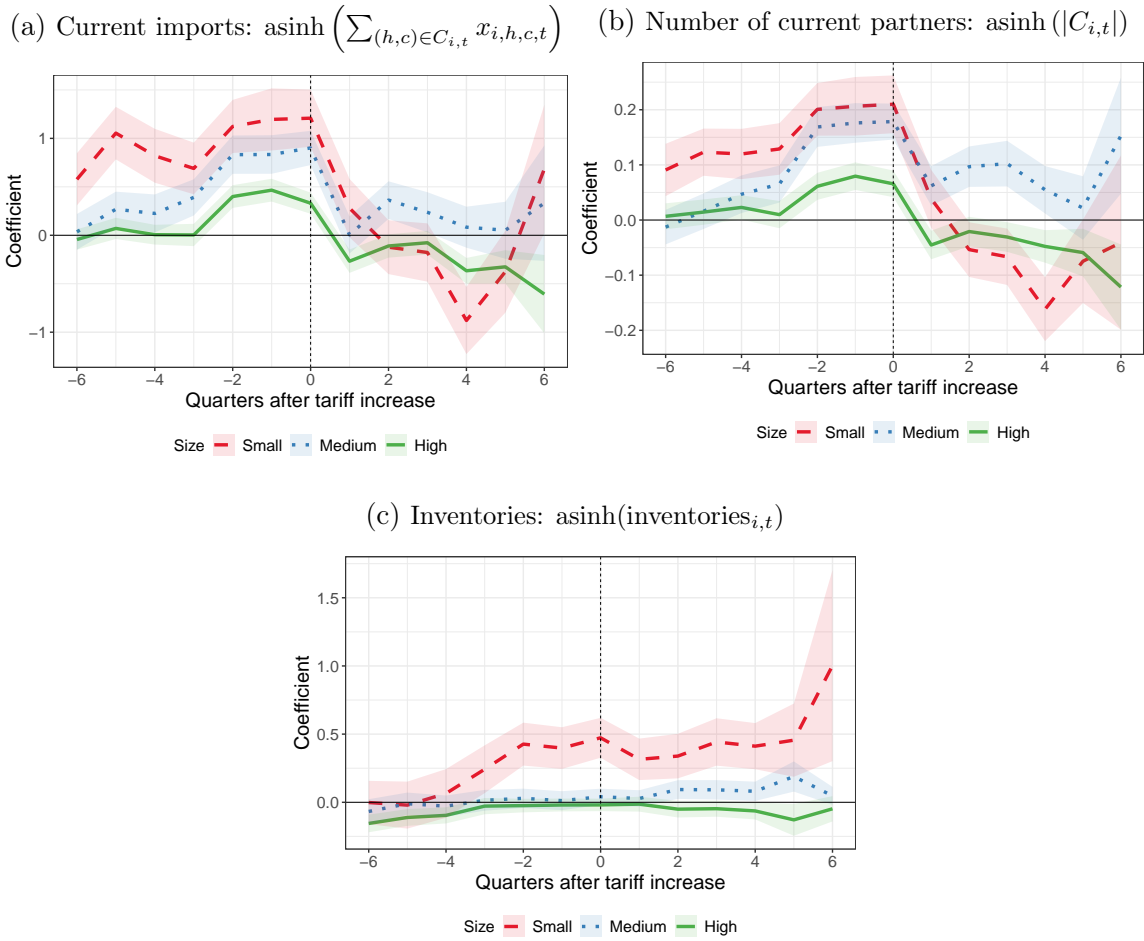 (a) Current imports: asinh (∑_{(h,c)∈C_{i,t}} x_{i,h,c,t})
1
0
−1
−6 −4 −2 0 2 4 6
Coefficient
Quarters after tariff increase
Size Small Medium High
(b) Number of current partners: asinh (|C_{i,t}|)
0.2
0.1
0.0
−0.1
−0.2
−6 −4 −2 0 2 4 6
Coefficient
Quarters after tariff increase
Size Small Medium High
(c) Inventories: asinh(inventories_{i,t})
1.5
1.0
0.5
0.0
−6 −4 −2 0 2 4 6
Coefficient
Quarters after tariff increase
Size Small Medium High